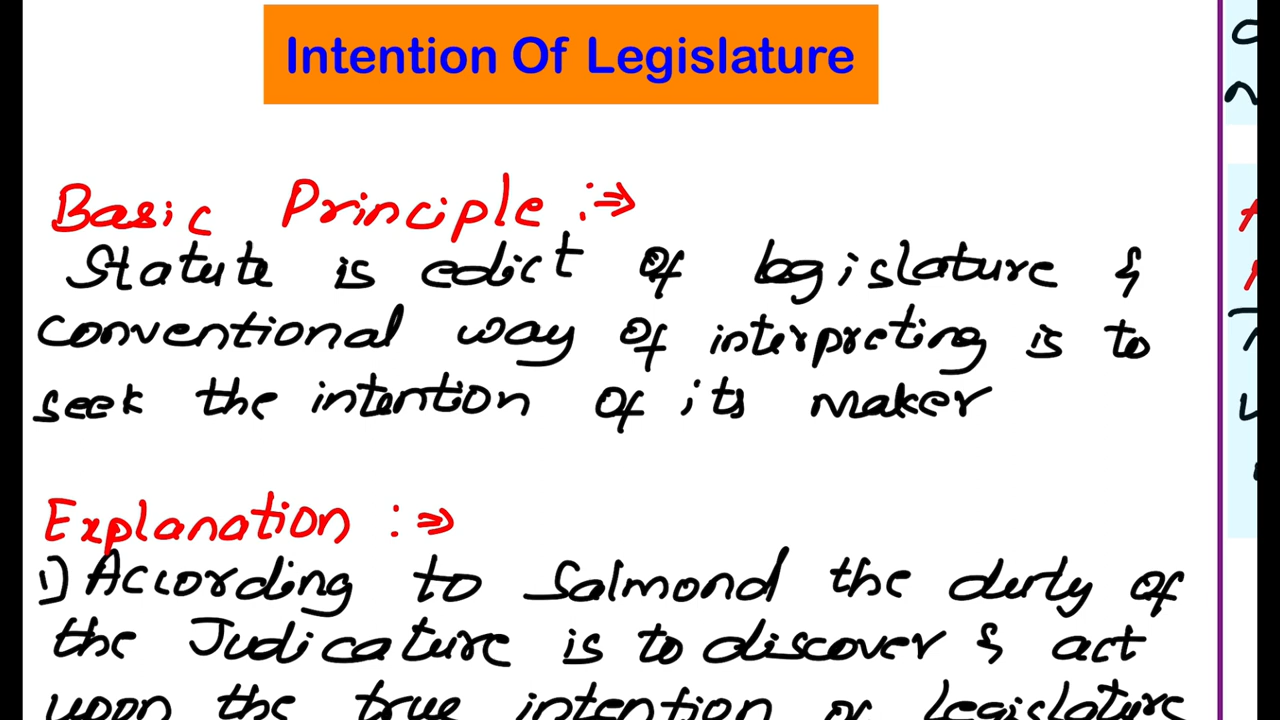 Intention Of Legislature
Basic Principle :⇒
Statute is edict of legislature &
conventional way of interpreting is to
seek the intention of its maker
Explanation :⇒
1) According to Salmond the duty of
the Judicature is to discover & act
upon the true intention of legislature